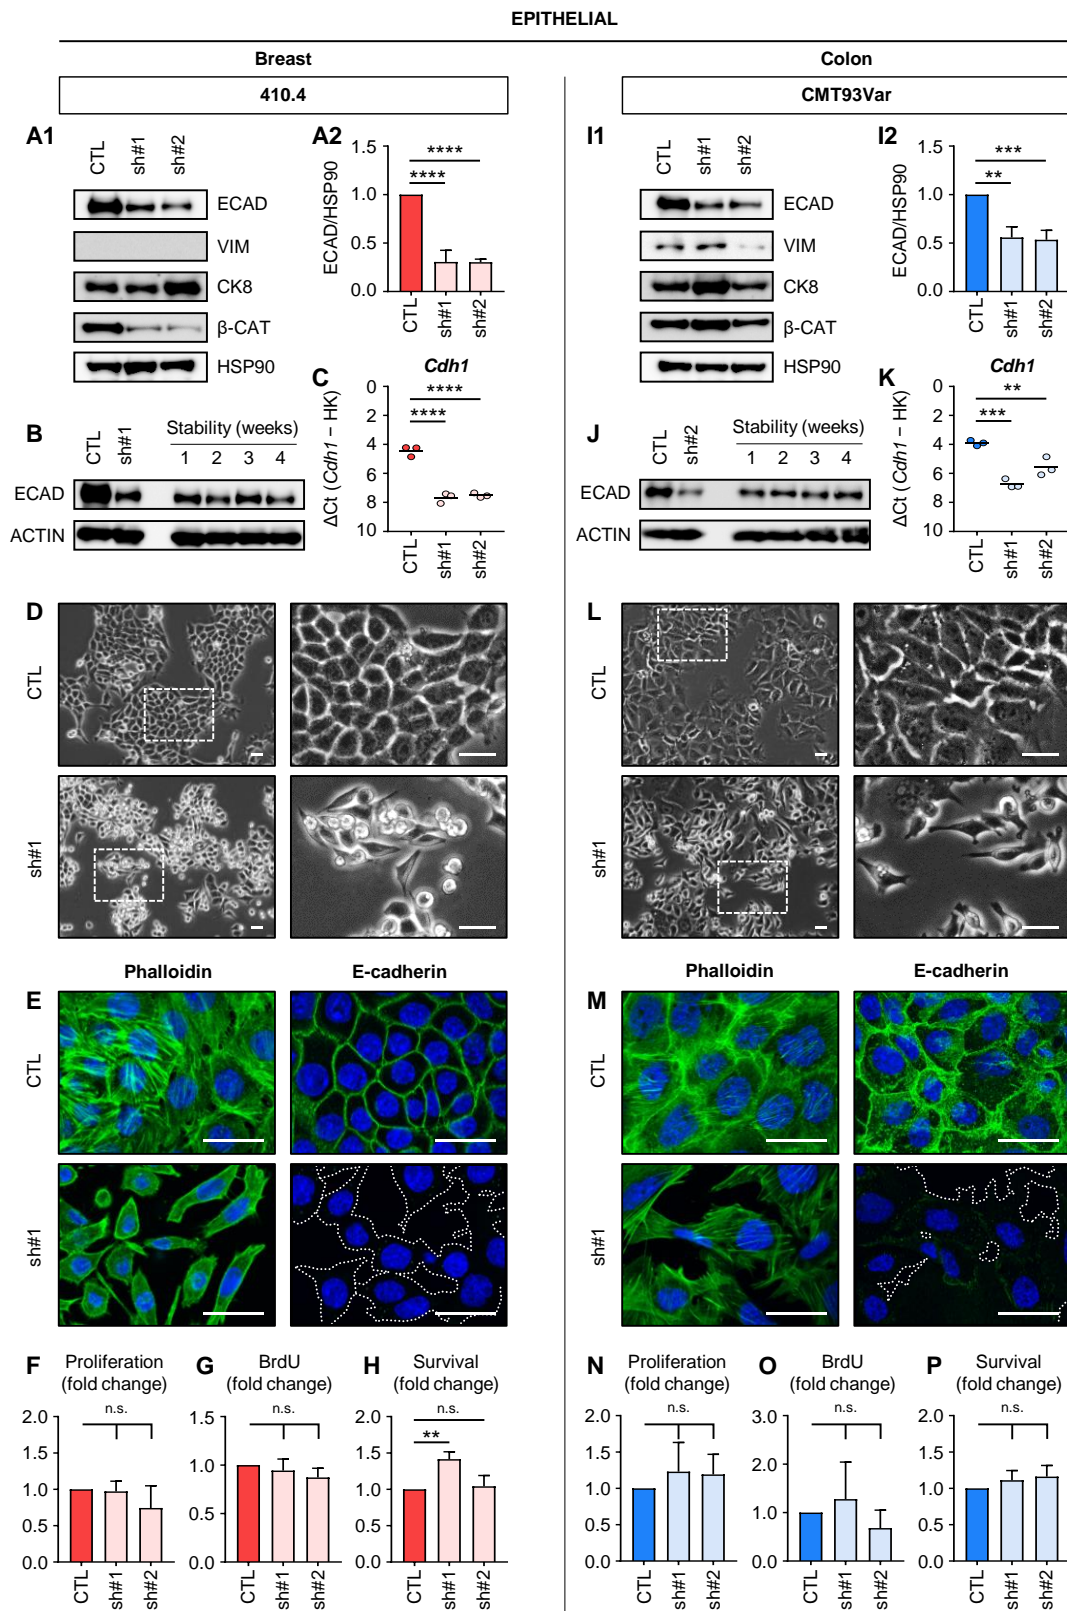 EPITHELIAL
Breast
410.4
A1
CTL
sh#1
sh#2
ECAD
VIM
CK8
β-CAT
HSP90
A2
ECAD/HSP90
1.5
1.0
0.5
0.0
****
****
CTL
sh#1
sh#2
B
CTL
sh#1
Stability (weeks)
1 2 3 4
ECAD
ACTIN
C
Cdh1
ΔCt (Cdh1 − HK)
0
2
4
6
8
10
****
****
CTL
sh#1
sh#2
D
CTL
sh#1
Phalloidin
E-cadherin
E
CTL
sh#1
F
Proliferation
(fold change)
2.0
1.5
1.0
0.5
0.0
n.s.
CTL
sh#1
sh#2
G
BrdU
(fold change)
1.5
1.0
0.5
0.0
n.s.
CTL
sh#1
sh#2
H
Survival
(fold change)
2.0
1.5
1.0
0.5
0.0
n.s.
**
CTL
sh#1
sh#2
Colon
CMT93Var
I1
CTL
sh#1
sh#2
ECAD
VIM
CK8
β-CAT
HSP90
I2
ECAD/HSP90
1.5
1.0
0.5
0.0
***
**
CTL
sh#1
sh#2
J
CTL
sh#2
Stability (weeks)
1 2 3 4
ECAD
ACTIN
K
Cdh1
ΔCt (Cdh1 − HK)
0
2
4
6
8
10
**
***
CTL
sh#1
sh#2
L
CTL
sh#1
Phalloidin
E-cadherin
M
CTL
sh#1
N
Proliferation
(fold change)
2.0
1.5
1.0
0.5
0.0
n.s.
CTL
sh#1
sh#2
O
BrdU
(fold change)
3.0
2.0
1.0
0.0
n.s.
CTL
sh#1
sh#2
P
Survival
(fold change)
2.0
1.5
1.0
0.5
0.0
n.s.
CTL
sh#1
sh#2